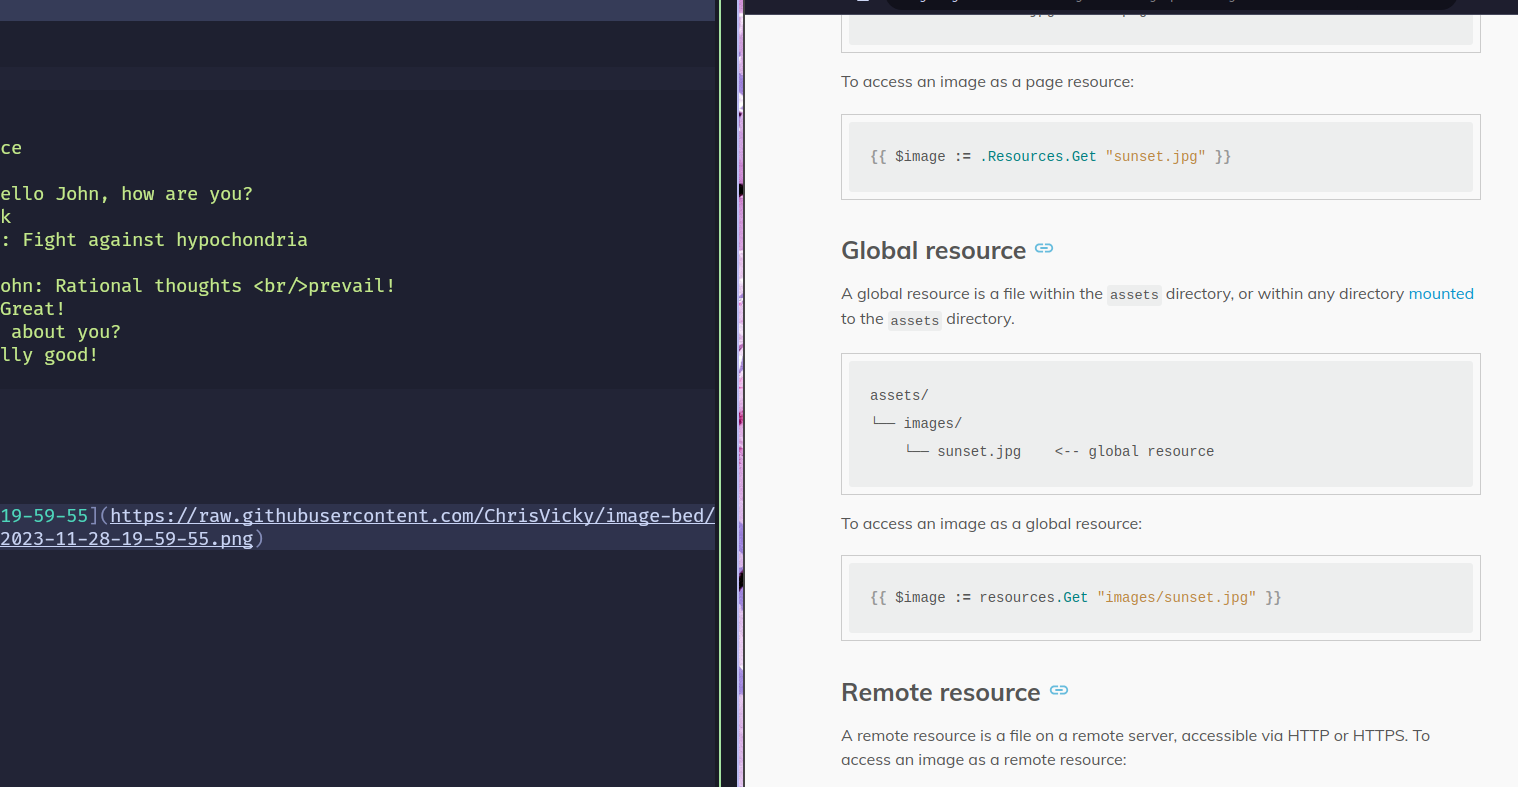 ce
ello John, how are you?
k
: Fight against hypochondria
ohn: Rational thoughts <br/>prevail!
Great!
 about you?
lly good!
19-59-55](https://raw.githubusercontent.com/ChrisVicky/image-bed/
2023-11-28-19-59-55.png)
To access an image as a page resource:
{{ $image := .Resources.Get "sunset.jpg" }}
Global resource
A global resource is a file within the assets directory, or within any directory mounted
to the assets directory.
assets/
└── images/
    └── sunset.jpg    <-- global resource
To access an image as a global resource:
{{ $image := resources.Get "images/sunset.jpg" }}
Remote resource
A remote resource is a file on a remote server, accessible via HTTP or HTTPS. To
access an image as a remote resource: